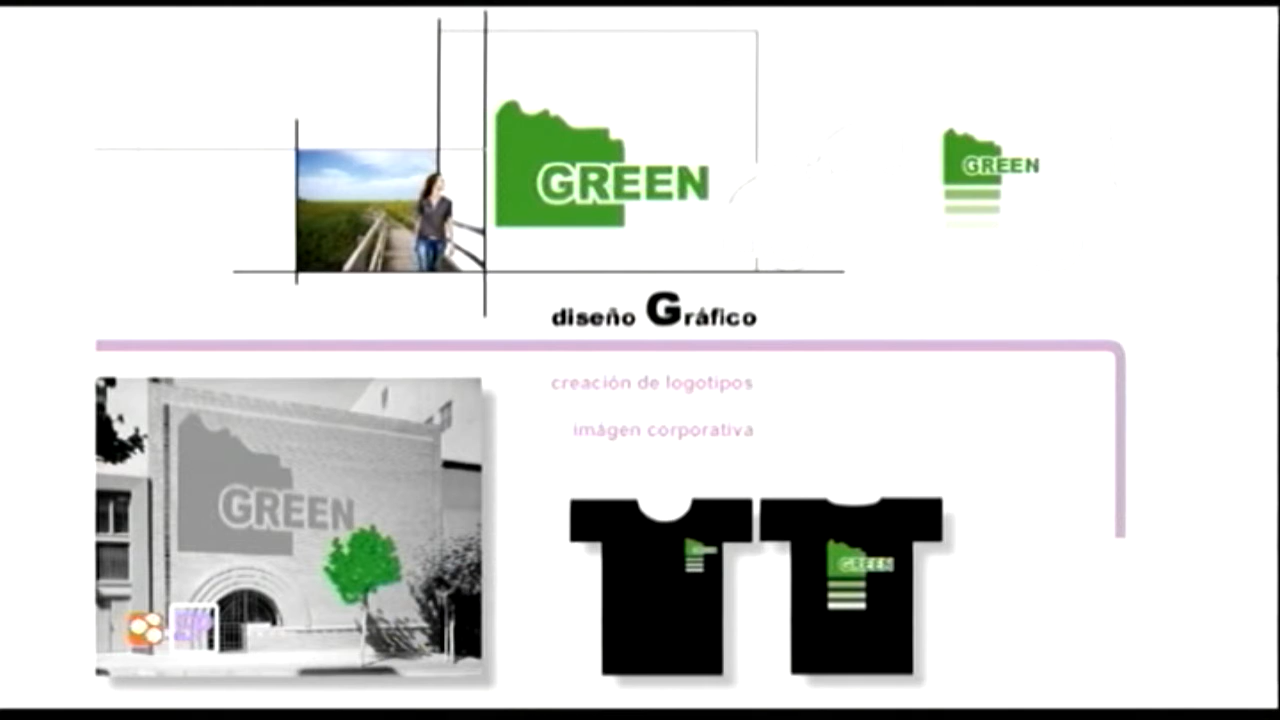 GREEN
GREEN
diseño Gráfico
creación de logotipos
imágen corporativa
GREEN
GREEN